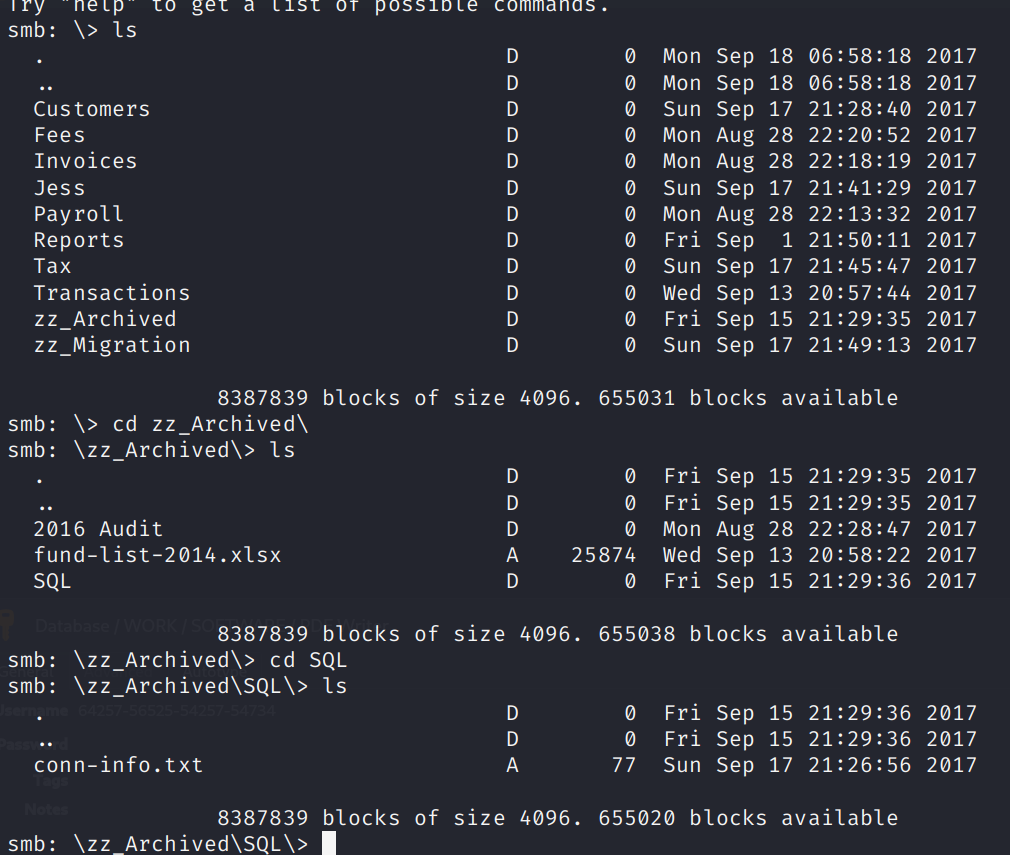 Try "help" to get a list of possible commands.
smb: \> ls
. D 0 Mon Sep 18 06:58:18 2017
.. D 0 Mon Sep 18 06:58:18 2017
Customers D 0 Sun Sep 17 21:28:40 2017
Fees D 0 Mon Aug 28 22:20:52 2017
Invoices D 0 Mon Aug 28 22:18:19 2017
Jess D 0 Sun Sep 17 21:41:29 2017
Payroll D 0 Mon Aug 28 22:13:32 2017
Reports D 0 Fri Sep 1 21:50:11 2017
Tax D 0 Sun Sep 17 21:45:47 2017
Transactions D 0 Wed Sep 13 20:57:44 2017
zz_Archived D 0 Fri Sep 15 21:29:35 2017
zz_Migration D 0 Sun Sep 17 21:49:13 2017
8387839 blocks of size 4096. 655031 blocks available
smb: \> cd zz_Archived\
smb: \zz_Archived\> ls
. D 0 Fri Sep 15 21:29:35 2017
.. D 0 Fri Sep 15 21:29:35 2017
2016 Audit D 0 Mon Aug 28 22:28:47 2017
fund-list-2014.xlsx A 25874 Wed Sep 13 20:58:22 2017
SQL D 0 Fri Sep 15 21:29:36 2017
Database / WORK /
8387839 blocks of size 4096. 655038 blocks available
smb: \zz_Archived\> cd SQL
smb: \zz_Archived\SQL\> ls
Username 64257-56525-54257-54734
. D 0 Fri Sep 15 21:29:36 2017
.. D 0 Fri Sep 15 21:29:36 2017
Password
conn-info.txt A 77 Sun Sep 17 21:26:56 2017
Tags
Notes
8387839 blocks of size 4096. 655020 blocks available
smb: \zz_Archived\SQL\>